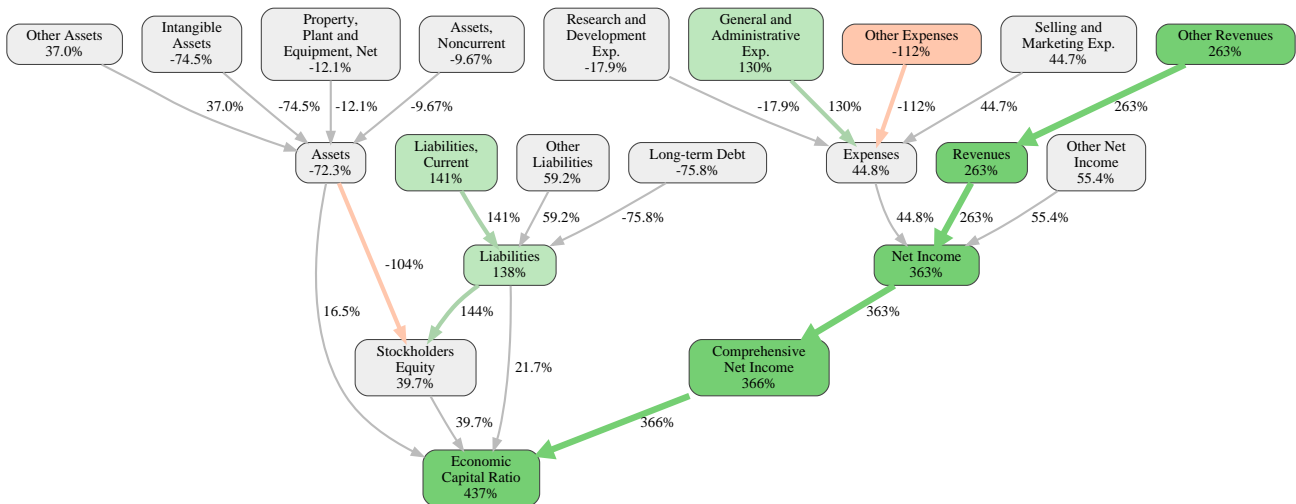 Other Assets
37.0%
Intangible
Assets
-74.5%
Property,
Plant and
Equipment, Net
-12.1%
Assets,
Noncurrent
-9.67%
Research and
Development
Exp.
-17.9%
General and
Administrative
Exp.
130%
Other Expenses
-112%
Selling and
Marketing Exp.
44.7%
Other Revenues
263%
37.0%
-74.5%
-12.1%
-9.67%
-17.9%
130%
-112%
44.7%
263%
Assets
-72.3%
Liabilities,
Current
141%
Other
Liabilities
59.2%
Long-term Debt
-75.8%
Expenses
44.8%
Revenues
263%
Other Net
Income
55.4%
141%
59.2%
-75.8%
44.8%
263%
55.4%
-104%
Liabilities
138%
Net Income
363%
16.5%
144%
363%
Stockholders
Equity
39.7%
21.7%
Comprehensive
Net Income
366%
39.7%
366%
Economic
Capital Ratio
437%